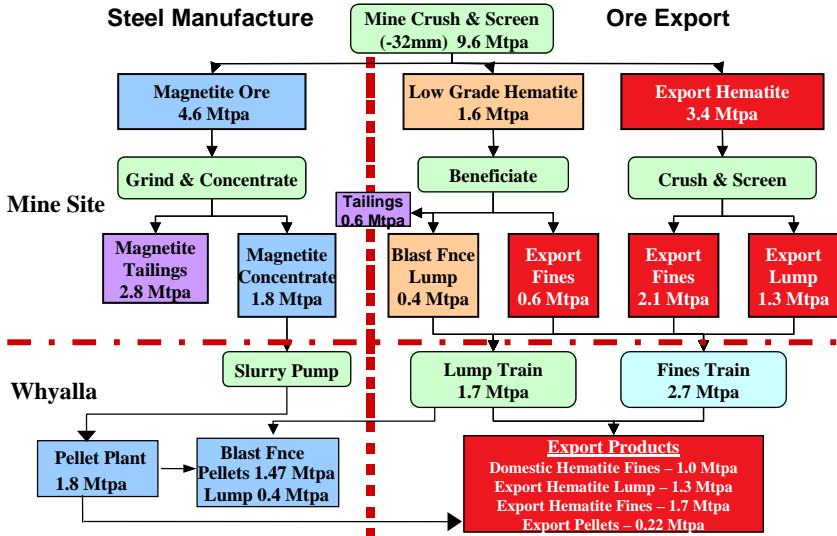 Steel Manufacture
Mine Crush & Screen
(-32mm) 9.6 Mtpa
Ore Export
Magnetite Ore
4.6 Mtpa
Low Grade Hematite
1.6 Mtpa
Export Hematite
3.4 Mtpa
Grind & Concentrate
Beneficiate
Crush & Screen
Mine Site
Tailings
0.6 Mtpa
Magnetite
Tailings
2.8 Mtpa
Magnetite
Concentrate
1.8 Mtpa
Blast Fnce
Lump
0.4 Mtpa
Export
Fines
0.6 Mtpa
Export
Fines
2.1 Mtpa
Export
Lump
1.3 Mtpa
Whyalla
Slurry Pump
Lump Train
1.7 Mtpa
Fines Train
2.7 Mtpa
Pellet Plant
1.8 Mtpa
Blast Fnce
Pellets 1.47 Mtpa
Lump 0.4 Mtpa
Export Products
Domestic Hematite Fines – 1.0 Mtpa
Export Hematite Lump – 1.3 Mtpa
Export Hematite Fines – 1.7 Mtpa
Export Pellets – 0.22 Mtpa